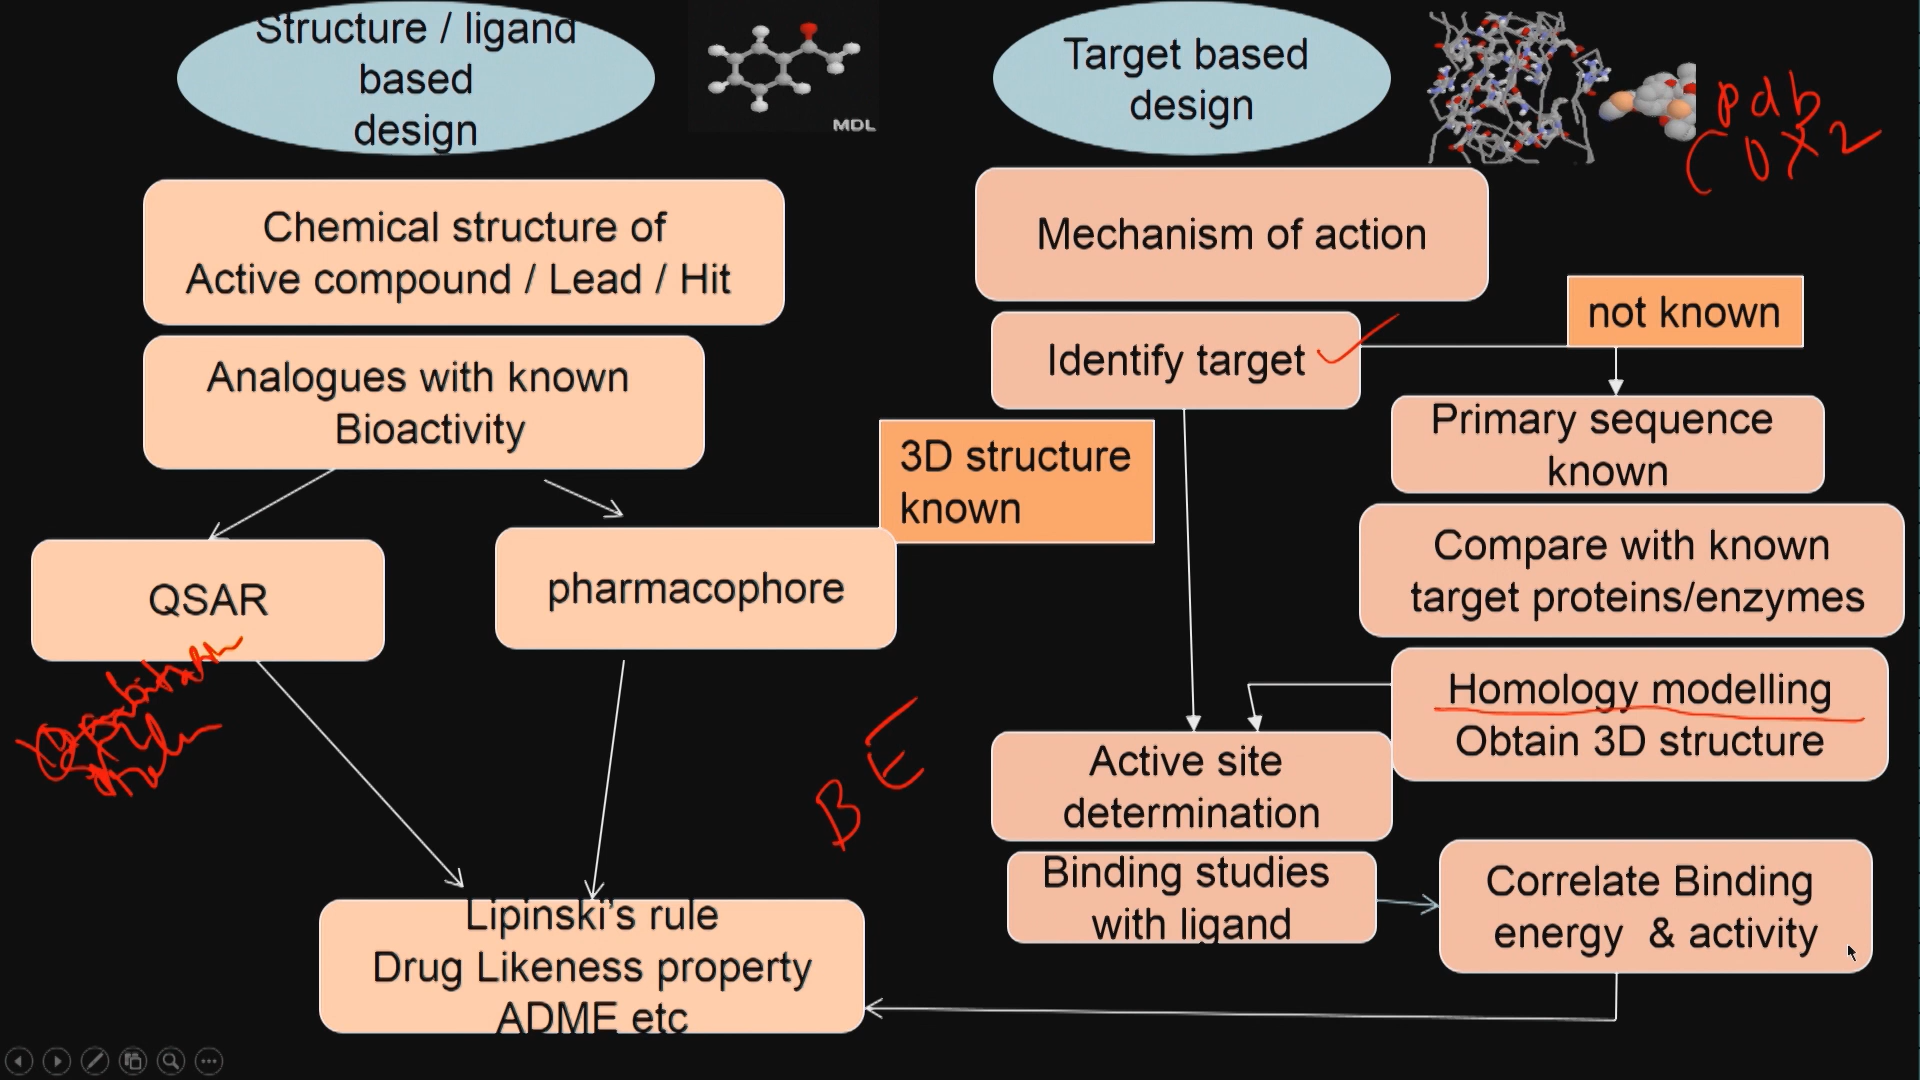 Structure / ligand
based
design
MDL
Target based
design
pdb
COX2
Chemical structure of
Active compound / Lead / Hit
Mechanism of action
not known
Analogues with known
Bioactivity
Identify target
3D structure
known
Primary sequence
known
QSAR
pharmacophore
Compare with known
target proteins/enzymes
Homology modelling
Obtain 3D structure
B E
Active site
determination
Binding studies
with ligand
Correlate Binding
energy & activity
Lipinski's rule
Drug Likeness property
ADME etc